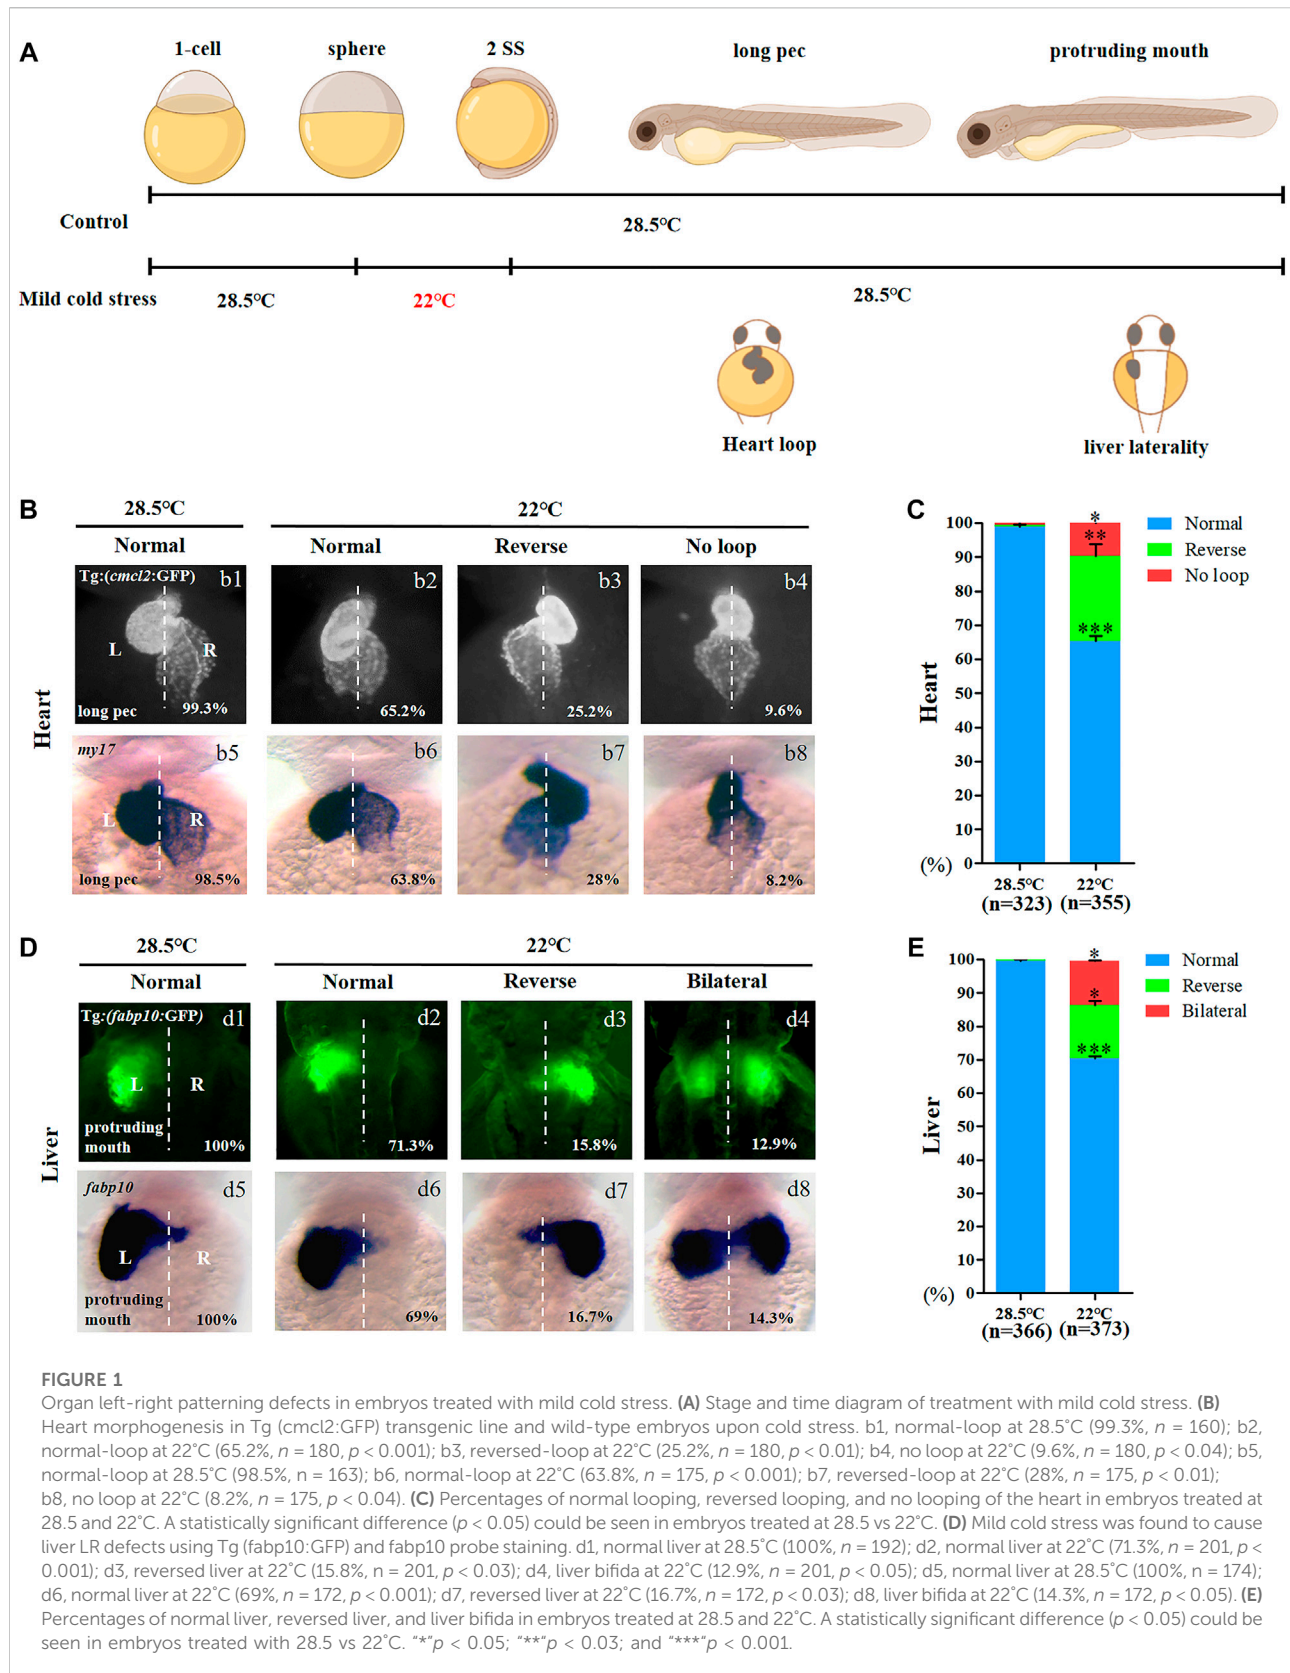 A
1-cell
sphere
2 SS
long pec
protruding mouth
Control
28.5℃
Mild cold stress
28.5℃
22℃
28.5℃
Heart loop
liver laterality
B
28.5℃
22℃
Normal
Normal
Reverse
No loop
Heart
Tg:(cmcl2:GFP)
b1
L
R
long pec
99.3%
b2
65.2%
b3
25.2%
b4
9.6%
my17
b5
L
R
long pec
98.5%
b6
63.8%
b7
28%
b8
8.2%
C
Normal
Reverse
No loop
Heart
100
90
80
70
60
50
40
30
20
10
0
(%)
*
**
***
28.5℃
(n=323)
22℃
(n=355)
D
28.5℃
22℃
Normal
Normal
Reverse
Bilateral
Liver
Tg:(fabp10:GFP)
d1
L
R
protruding
mouth
100%
d2
71.3%
d3
15.8%
d4
12.9%
fabp10
d5
L
R
protruding
mouth
100%
d6
69%
d7
16.7%
d8
14.3%
E
Normal
Reverse
Bilateral
Liver
100
90
80
70
60
50
40
30
20
10
0
(%)
*
*
***
28.5℃
(n=366)
22℃
(n=373)
FIGURE 1
Organ left-right patterning defects in embryos treated with mild cold stress. (A) Stage and time diagram of treatment with mild cold stress. (B)
Heart morphogenesis in Tg (cmcl2:GFP) transgenic line and wild-type embryos upon cold stress. b1, normal-loop at 28.5°C (99.3%, n = 160); b2,
normal-loop at 22°C (65.2%, n = 180, p < 0.001); b3, reversed-loop at 22°C (25.2%, n = 180, p < 0.01); b4, no loop at 22°C (9.6%, n = 180, p < 0.04); b5,
normal-loop at 28.5°C (98.5%, n = 163); b6, normal-loop at 22°C (63.8%, n = 175, p < 0.001); b7, reversed-loop at 22°C (28%, n = 175, p < 0.01);
b8, no loop at 22°C (8.2%, n = 175, p < 0.04). (C) Percentages of normal looping, reversed looping, and no looping of the heart in embryos treated at
28.5 and 22°C. A statistically significant difference (p < 0.05) could be seen in embryos treated at 28.5 vs 22°C. (D) Mild cold stress was found to cause
liver LR defects using Tg (fabp10:GFP) and fabp10 probe staining. d1, normal liver at 28.5°C (100%, n = 192); d2, normal liver at 22°C (71.3%, n = 201, p <
0.001); d3, reversed liver at 22°C (15.8%, n = 201, p < 0.03); d4, liver bifida at 22°C (12.9%, n = 201, p < 0.05); d5, normal liver at 28.5°C (100%, n = 174);
d6, normal liver at 22°C (69%, n = 172, p < 0.001); d7, reversed liver at 22°C (16.7%, n = 172, p < 0.03); d8, liver bifida at 22°C (14.3%, n = 172, p < 0.05). (E)
Percentages of normal liver, reversed liver, and liver bifida in embryos treated at 28.5 and 22°C. A statistically significant difference (p < 0.05) could be
seen in embryos treated with 28.5 vs 22°C. “*”p < 0.05; “**”p < 0.03; and “***”p < 0.001.